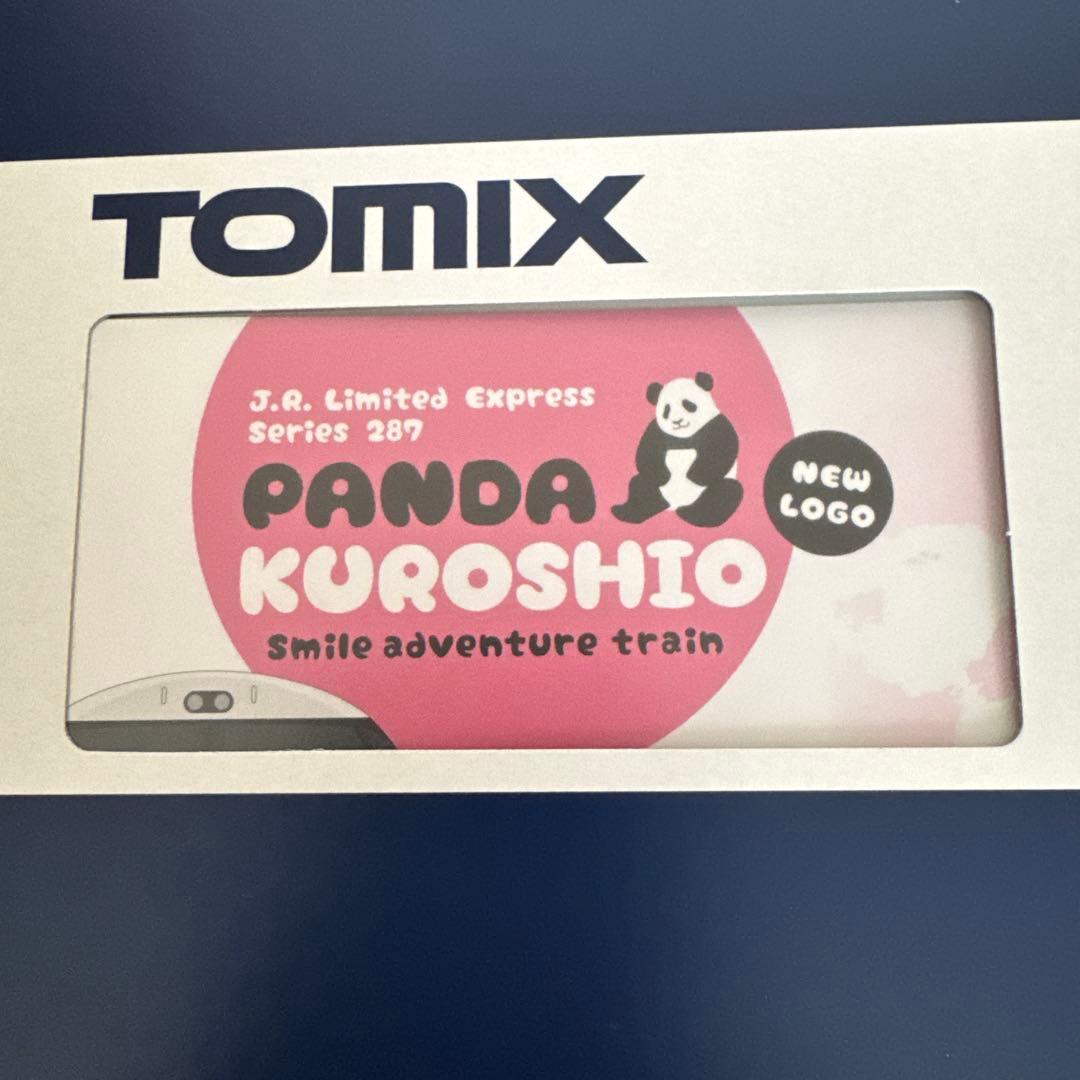 TOMIX
J.R. Limited Express
Series 287
PANDA
KUROSHIO
Smile adventure train
NEW
LOGO